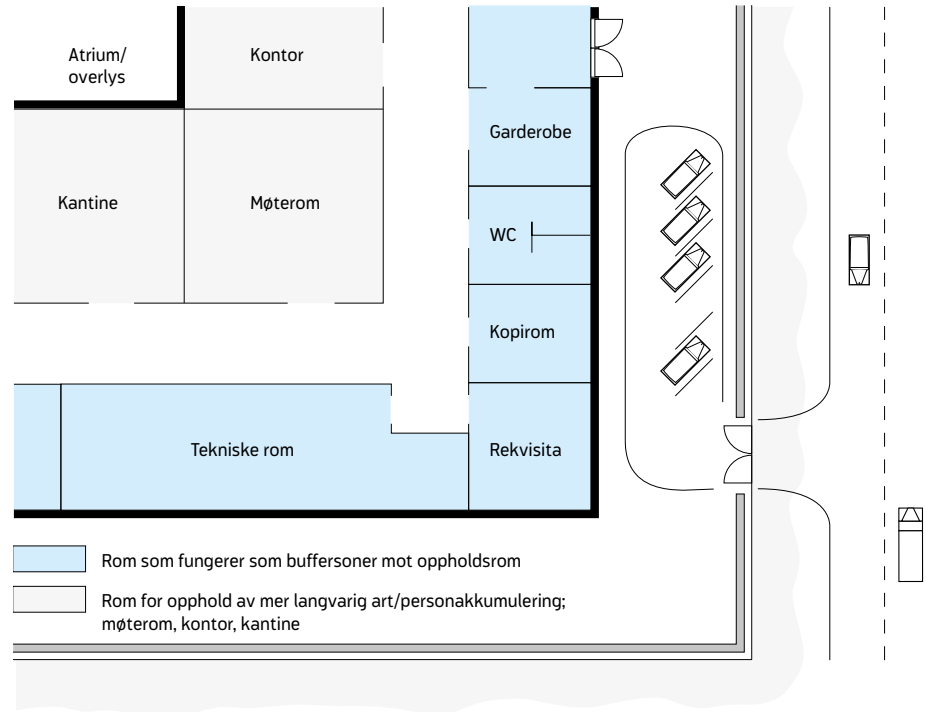 Atrium/
overlys
Kontor
Garderobe
Kantine
Møterom
WC
Kopirom
Tekniske rom
Rekvisita
Rom som fungerer som buffersoner mot oppholdsrom
Rom for opphold av mer langvarig art/personakkumulering;
møterom, kontor, kantine